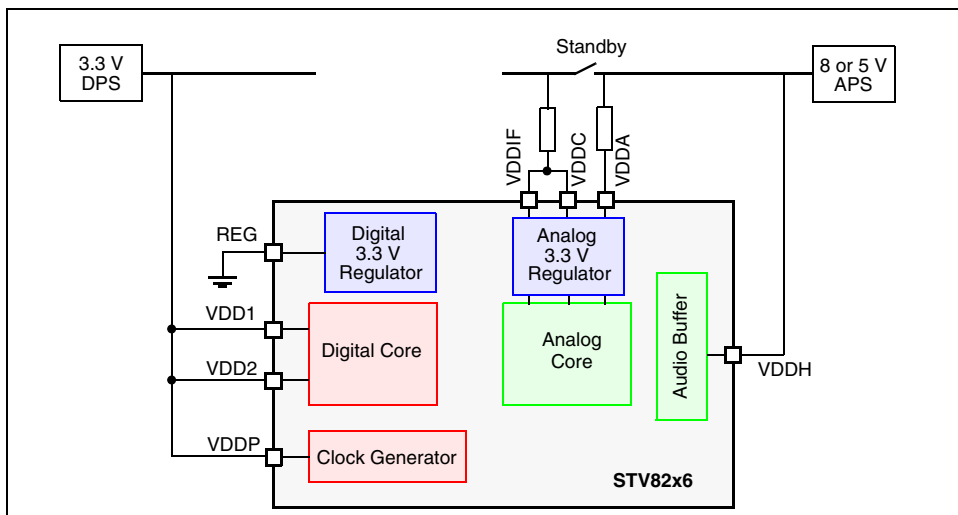 Standby
3.3 V
DPS
8 or 5 V
APS
VDDIF
VDDC
VDDA
REG
Digital
3.3 V
Regulator
Analog
3.3 V
Regulator
VDD1
Digital Core
Analog
Core
Audio Buffer
VDD2
VDDH
VDDP
Clock Generator
STV82x6